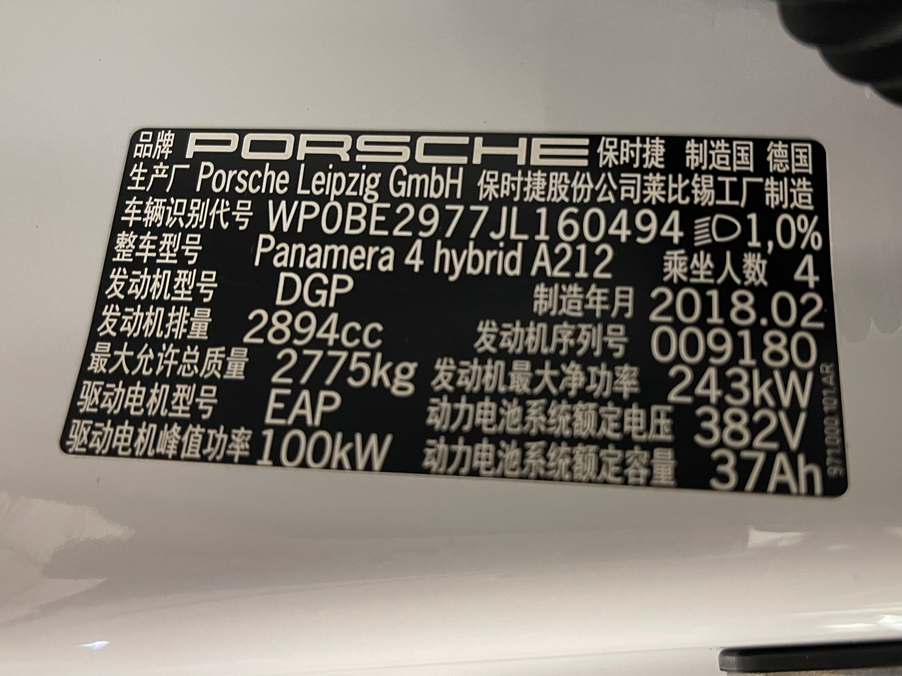 品牌 PORSCHE 保时捷 制造国 德国
生产厂 Porsche Leipzig GmbH 保时捷股份公司莱比锡工厂制造
车辆识别代号 WP0BE2977JL160494 1,0%
整车型号 Panamera 4 hybrid A212 乘坐人数 4
发动机型号 DGP 制造年月 2018.02
发动机排量 2894cc 发动机序列号 009180
最大允许总质量 2775kg 发动机最大净功率 243kW
驱动电机型号 EAP 动力电池系统额定电压 382V
驱动电机峰值功率 100kW 动力电池系统额定容量 37Ah
971.000.101.AR